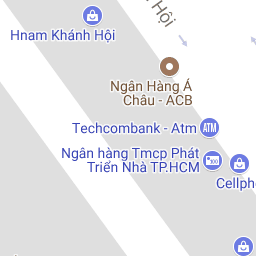 Hnam Khánh Hội
Hội
Ngân Hàng Á
Châu - ACB
Techcombank - Atm
ATM
Ngân hàng Tmcp Phát
Triển Nhà TP.HCM
Cellph